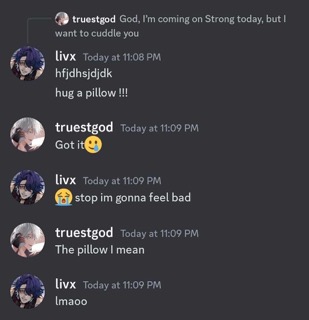 truestgod God, I'm coming on Strong today, but I
want to cuddle you
livx Today at 11:08 PM
hfjdhsjdjdk
hug a pillow !!!
truestgod Today at 11:09 PM
Got it🥲
livx Today at 11:09 PM
😭 stop im gonna feel bad
truestgod Today at 11:09 PM
The pillow I mean
livx Today at 11:09 PM
lmaoo